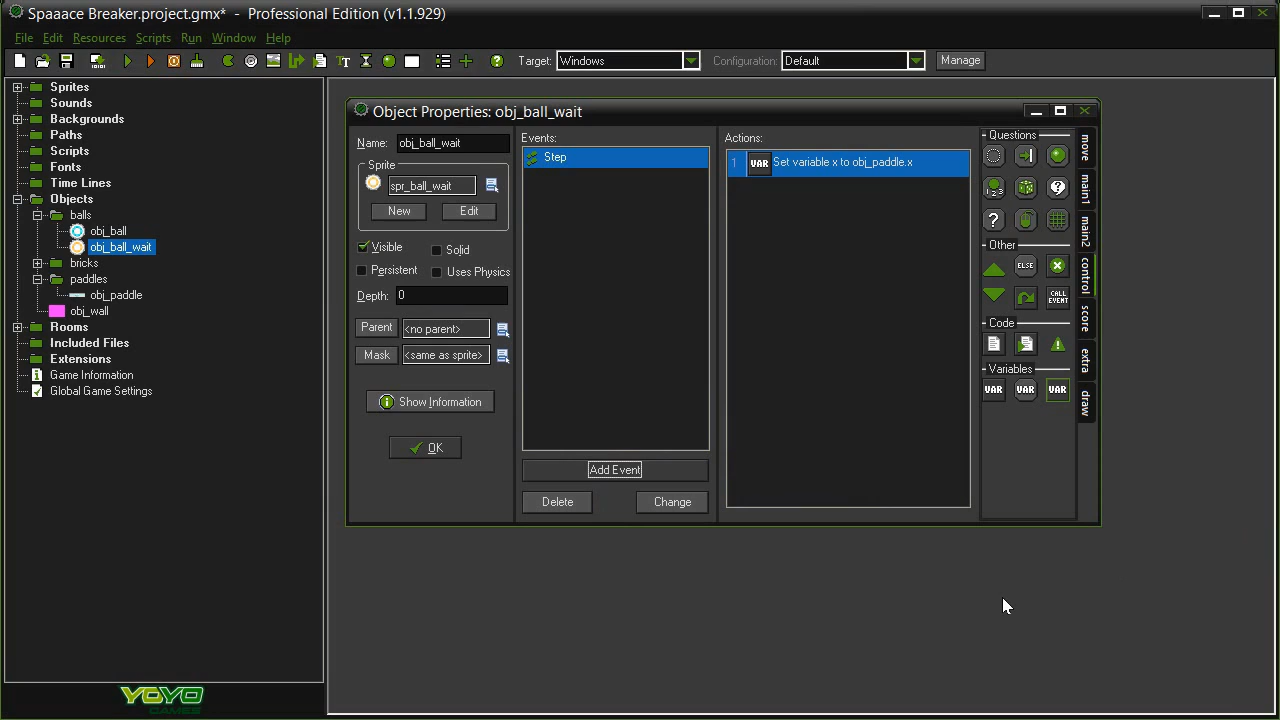 Spaaace Breaker.project.gmx* - Professional Edition (v1.1.929)
File Edit Resources Scripts Run Window Help
Target: Windows Configuration: Default Manage
Sprites
Sounds
Backgrounds
Paths
Scripts
Fonts
Time Lines
Objects
balls
obj_ball
obj_ball_wait
bricks
paddles
obj_paddle
obj_wall
Rooms
Included Files
Extensions
Game Information
Global Game Settings
YOYO
GAMES
Object Properties: obj_ball_wait
Name: obj_ball_wait
Sprite
spr_ball_wait
New Edit
Visible Solid
Persistent Uses Physics
Depth: 0
Parent <no parent>
Mask <same as sprite>
Show Information
OK
Events:
Step
Add Event
Delete Change
Actions:
1 VAR Set variable x to obj_paddle.x
Questions
Other
ELSE
CALL
EVENT
Code
Variables
VAR VAR VAR
move
main1
main2
control
score
extra
draw